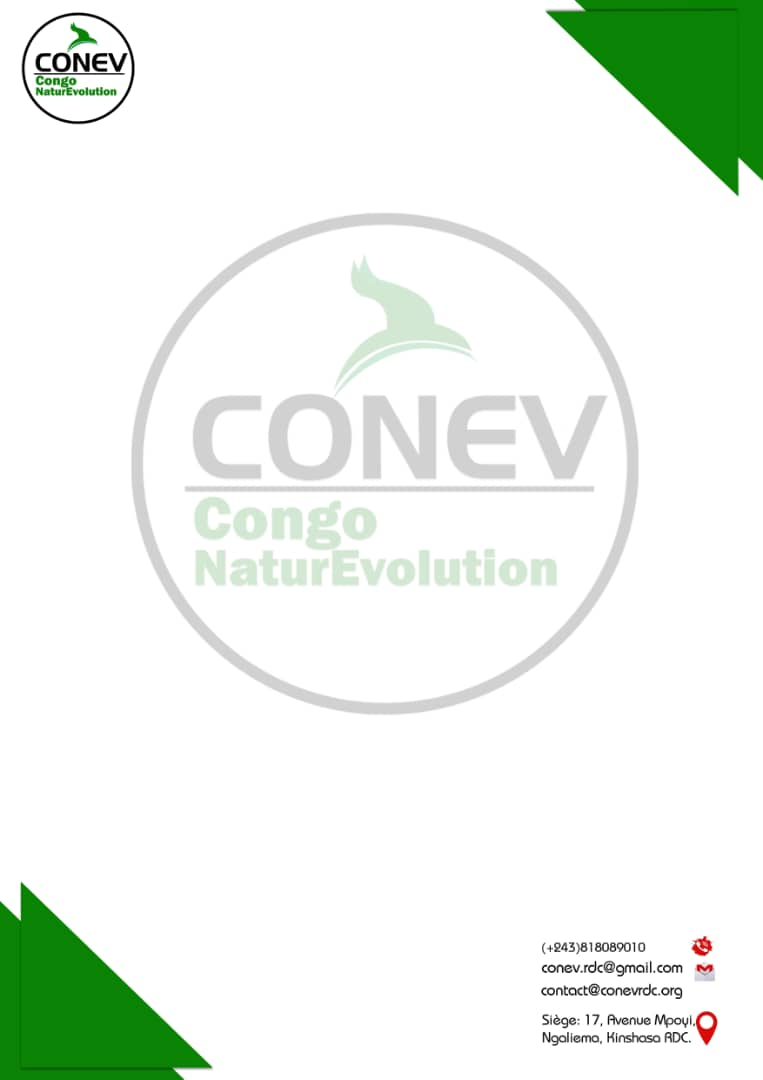 CONEV
Congo
NaturEvolution
CONEV
Congo
NaturEvolution
(+243)818089010
conev.rdc@gmail.com
contact@conevrdc.org
Siège: 17, Avenue Mpoyi,
Ngaliema, Kinshasa RDC.